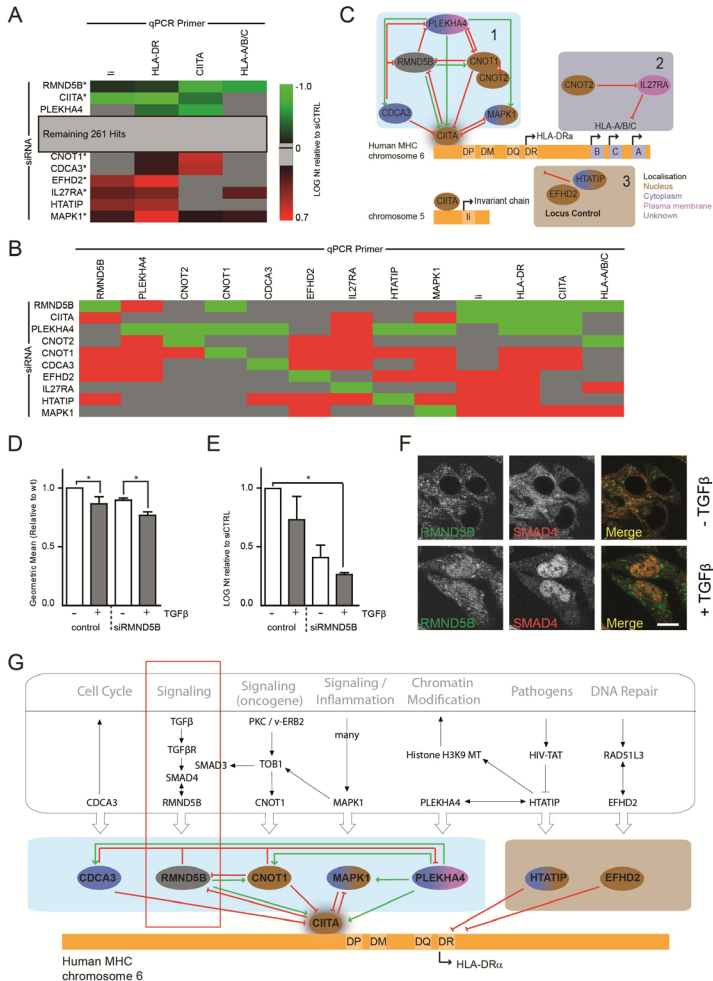 A
qPCR Primer
Ii
HLA-DR
CIITA
HLA-A/B/C
siRNA
RMND5B*
CIITA*
PLEKHA4
Remaining 261 Hits
CNOT1*
CDCA3*
EFHD2*
IL27RA*
HTATIP
MAPK1*
-1.0
0
0
0.7
LOG Nt relative to siCTRL
C
1
PLEKHA4
RMND5B
CNOT1
CNOT2
CDCA3
MAPK1
CIITA
2
CNOT2
IL27RA
HLA-A/B/C
HLA-DRa
Human MHC
chromosome 6
DP
DM
DQ
DR
B
C
A
CIITA
Invariant chain
chromosome 5
Ii
HTATIP
EFHD2
3
Locus Control
Localisation
Nucleus
Cytoplasm
Plasma membrane
Unknown
B
qPCR Primer
RMND5B
PLEKHA4
CNOT2
CNOT1
CDCA3
EFHD2
IL27RA
HTATIP
MAPK1
Ii
HLA-DR
CIITA
HLA-A/B/C
siRNA
RMND5B
CIITA
PLEKHA4
CNOT2
CNOT1
CDCA3
EFHD2
IL27RA
HTATIP
MAPK1
D
Geometric Mean (Relative to wt)
1.0
0.5
0
*
*
- + - + TGFβ
control
siRMND5B
E
LOG Nt relative to siCTRL
1.0
0.5
0
*
- + - + TGFβ
control
siRMND5B
F
RMND5B
SMAD4
Merge
- TGFβ
RMND5B
SMAD4
Merge
+ TGFβ
G
Cell Cycle
Signaling
Signaling
(oncogene)
Signaling /
Inflammation
Chromatin
Modification
Pathogens
DNA Repair
TGFβ
PKC / v-ERB2
many
TGFβR
SMAD3
TOB1
Histone H3K9 MT
HIV-TAT
RAD51L3
SMAD4
CDCA3
RMND5B
CNOT1
MAPK1
PLEKHA4
HTATIP
EFHD2
CDCA3
RMND5B
CNOT1
MAPK1
PLEKHA4
HTATIP
EFHD2
CIITA
DP
DM
DQ
DR
Human MHC
chromosome 6
HLA-DRα